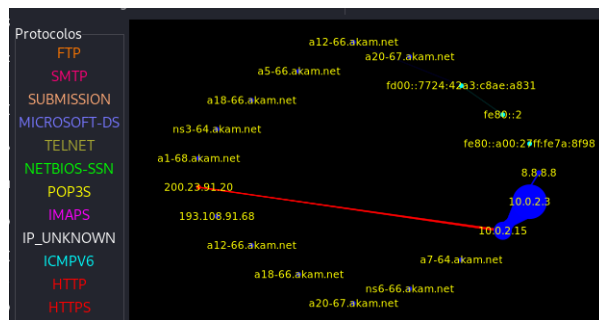 Protocolos
FTP
SMTP
SUBMISSION
MICROSOFT-DS
TELNET
NETBIOS-SSN
POP3S
IMAPS
IP_UNKNOWN
ICMPV6
HTTP
HTTPS
a12-66.akam.net
a20-67.akam.net
a5-66.akam.net
fd00::7724:42a3:c8ae:a831
a18-66.akam.net
fe80::2
ns3-64.akam.net
fe80::a00:27ff:fe7a:8f98
a1-68.akam.net
8.8.8.8
200.23.91.20
10.0.2.3
193.108.91.68
10.0.2.15
a12-66.akam.net
a7-64.akam.net
a18-66.akam.net
ns6-66.akam.net
a20-67.akam.net